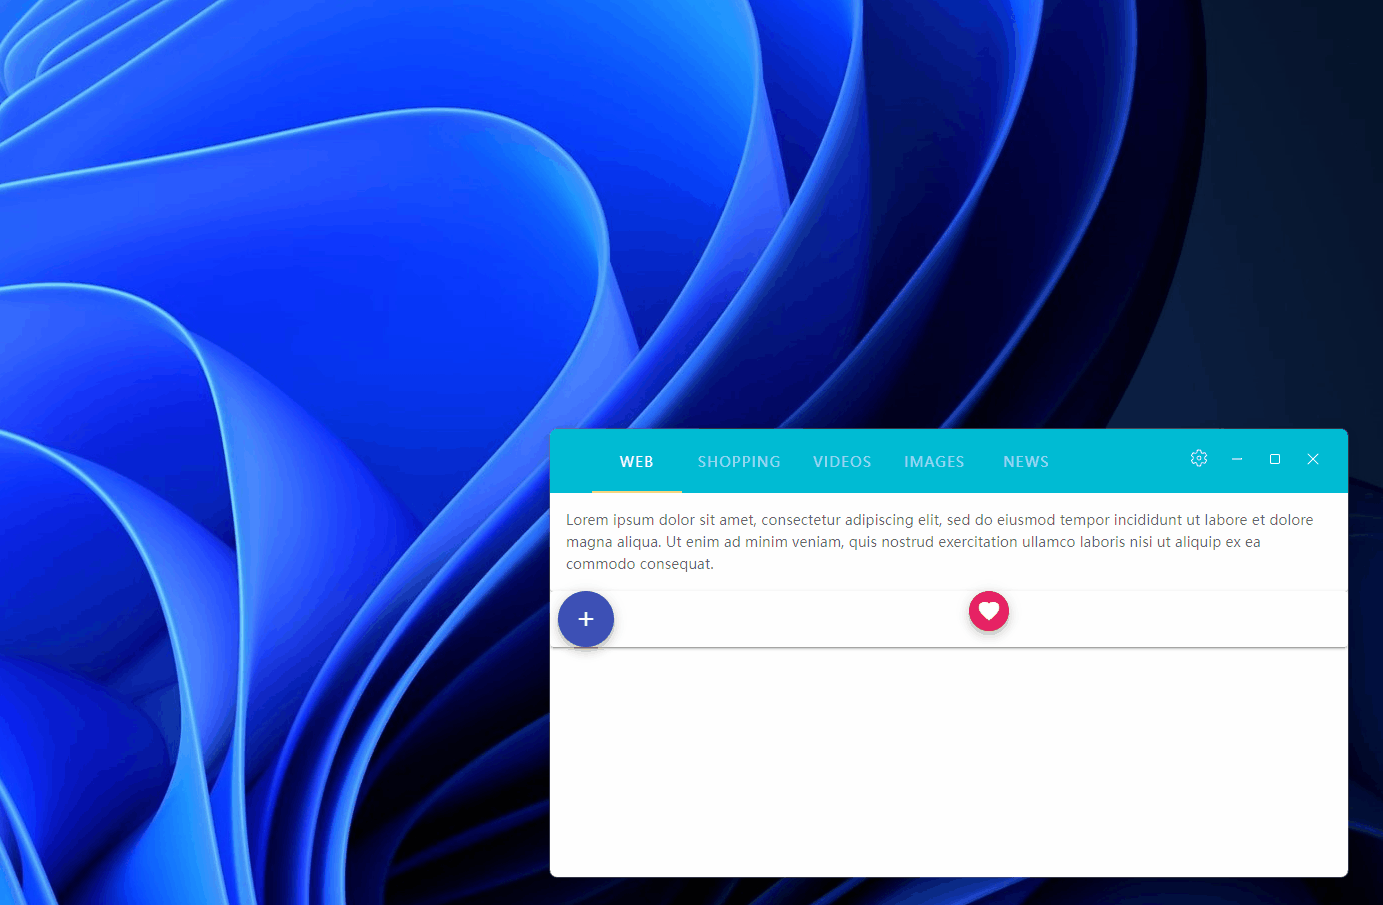 WEB SHOPPING VIDEOS IMAGES NEWS
Lorem ipsum dolor sit amet, consectetur adipiscing elit, sed do eiusmod tempor incididunt ut labore et dolore
magna aliqua. Ut enim ad minim veniam, quis nostrud exercitation ullamco laboris nisi ut aliquip ex ea
commodo consequat.